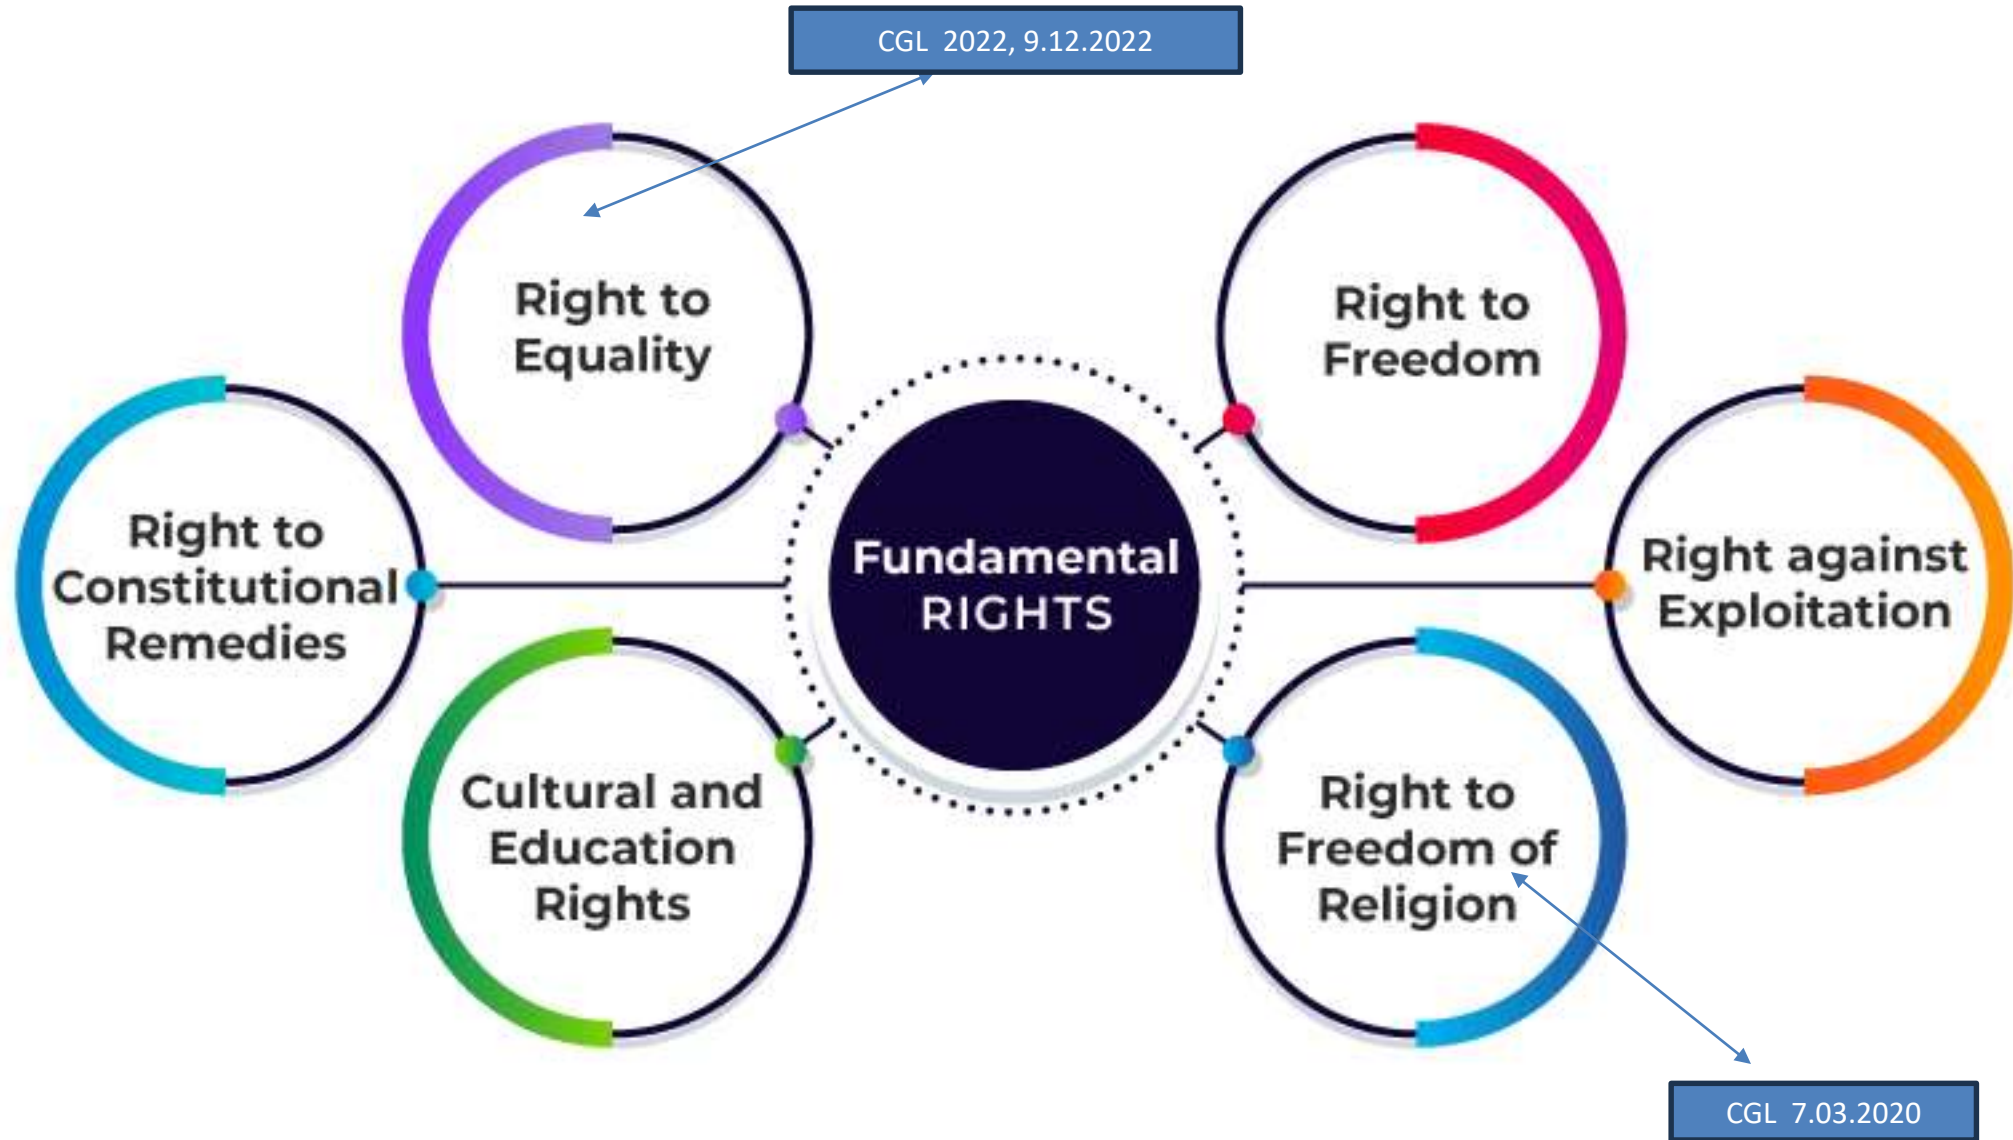 CGL 2022, 9.12.2022
Right to
Equality
Right to
Freedom
Right to
Constitutional
Remedies
Fundamental
RIGHTS
Right against
Exploitation
Cultural and
Education
Rights
Right to
Freedom of
Religion
CGL 7.03.2020